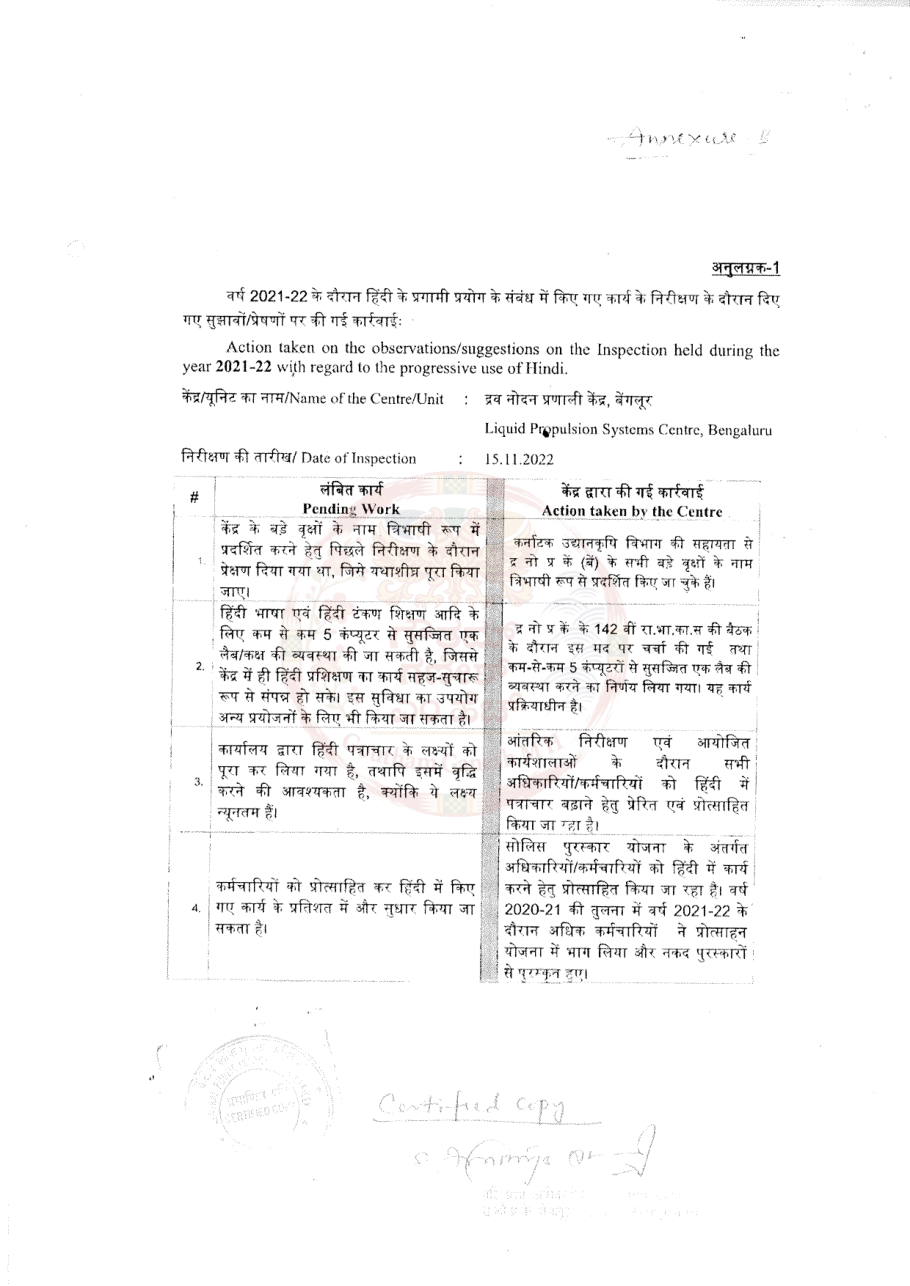 Annexure - B
अनुलग्नक-1
वर्ष 2021-22 के दौरान हिंदी के प्रगामी प्रयोग के संबंध में किए गए कार्य के निरीक्षण के दौरान दिए
गए सुझावों/प्रेषणों पर की गई कार्रवाईः
Action taken on the observations/suggestions on the Inspection held during the
year 2021-22 with regard to the progressive use of Hindi.
केंद्र/यूनिट का नाम/Name of the Centre/Unit : द्रव नोदन प्रणाली केंद्र, बेंगलूर
Liquid Propulsion Systems Centre, Bengaluru
निरीक्षण की तारीख/ Date of Inspection : 15.11.2022
# लंबित कार्य केंद्र द्वारा की गई कार्रवाई
Pending Work Action taken by the Centre
1.
केंद्र के बड़े वृक्षों के नाम त्रिभाषी रूप में
प्रदर्शित करने हेतु पिछले निरीक्षण के दौरान
प्रेक्षण दिया गया था, जिसे यथाशीघ्र पूरा किया
जाए।
कर्नाटक उद्यानकृषि विभाग की सहायता से
द्र नो प्र कें (बें) के सभी बड़े वृक्षों के नाम
त्रिभाषी रूप से प्रदर्शित किए जा चुके हैं।
2.
हिंदी भाषा एवं हिंदी टंकण शिक्षण आदि के
लिए कम से कम 5 कंप्यूटर से सुसज्जित एक
लैब/कक्ष की व्यवस्था की जा सकती है, जिससे
केंद्र में ही हिंदी प्रशिक्षण का कार्य सहज-सुचारू
रूप से संपन्न हो सके। इस सुविधा का उपयोग
अन्य प्रयोजनों के लिए भी किया जा सकता है।
द्र नो प्र कें के 142 वीं रा.भा.का.स की बैठक
के दौरान इस मद पर चर्चा की गई तथा
कम-से-कम 5 कंप्यूटरों से सुसज्जित एक लैब की
व्यवस्था करने का निर्णय लिया गया। यह कार्य
प्रक्रियाधीन है।
3.
कार्यालय द्वारा हिंदी पत्राचार के लक्ष्यों को
पूरा कर लिया गया है, तथापि इसमें वृद्धि
करने की आवश्यकता है, क्योंकि ये लक्ष्य
न्यूनतम हैं।
आंतरिक निरीक्षण एवं आयोजित
कार्यशालाओं के दौरान सभी
अधिकारियों/कर्मचारियों को हिंदी में
पत्राचार बढ़ाने हेतु प्रेरित एवं प्रोत्साहित
किया जा रहा है।
4.
कर्मचारियों को प्रोत्साहित कर हिंदी में किए
गए कार्य के प्रतिशत में और सुधार किया जा
सकता है।
सोलिस पुरस्कार योजना के अंतर्गत
अधिकारियों/कर्मचारियों को हिंदी में कार्य
करने हेतु प्रोत्साहित किया जा रहा है। वर्ष
2020-21 की तुलना में वर्ष 2021-22 के
दौरान अधिक कर्मचारियों ने प्रोत्साहन
योजना में भाग लिया और नकद पुरस्कारों
से पुरस्कृत हुए।
CERTIFIED COPY
Certified Copy